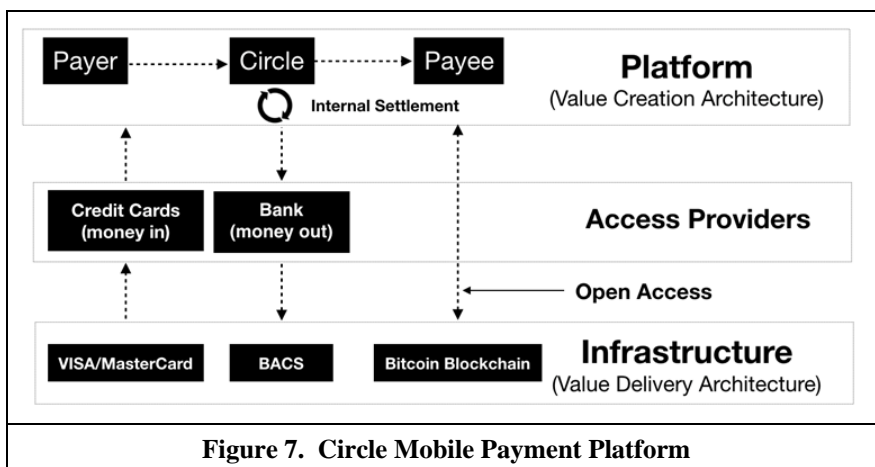 Payer
Circle
Payee
Platform
(Value Creation Architecture)
Internal Settlement
Credit Cards
(money in)
Bank
(money out)
Access Providers
Open Access
VISA/MasterCard
BACS
Bitcoin Blockchain
Infrastructure
(Value Delivery Architecture)
Figure 7. Circle Mobile Payment Platform